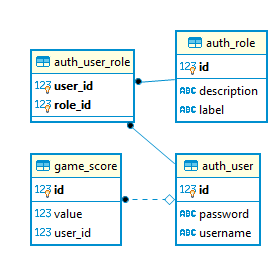 auth_user_role
123 user_id
123 role_id
auth_role
123 id
ABC description
ABC label
game_score
123 id
123 value
123 user_id
auth_user
123 id
ABC password
ABC username